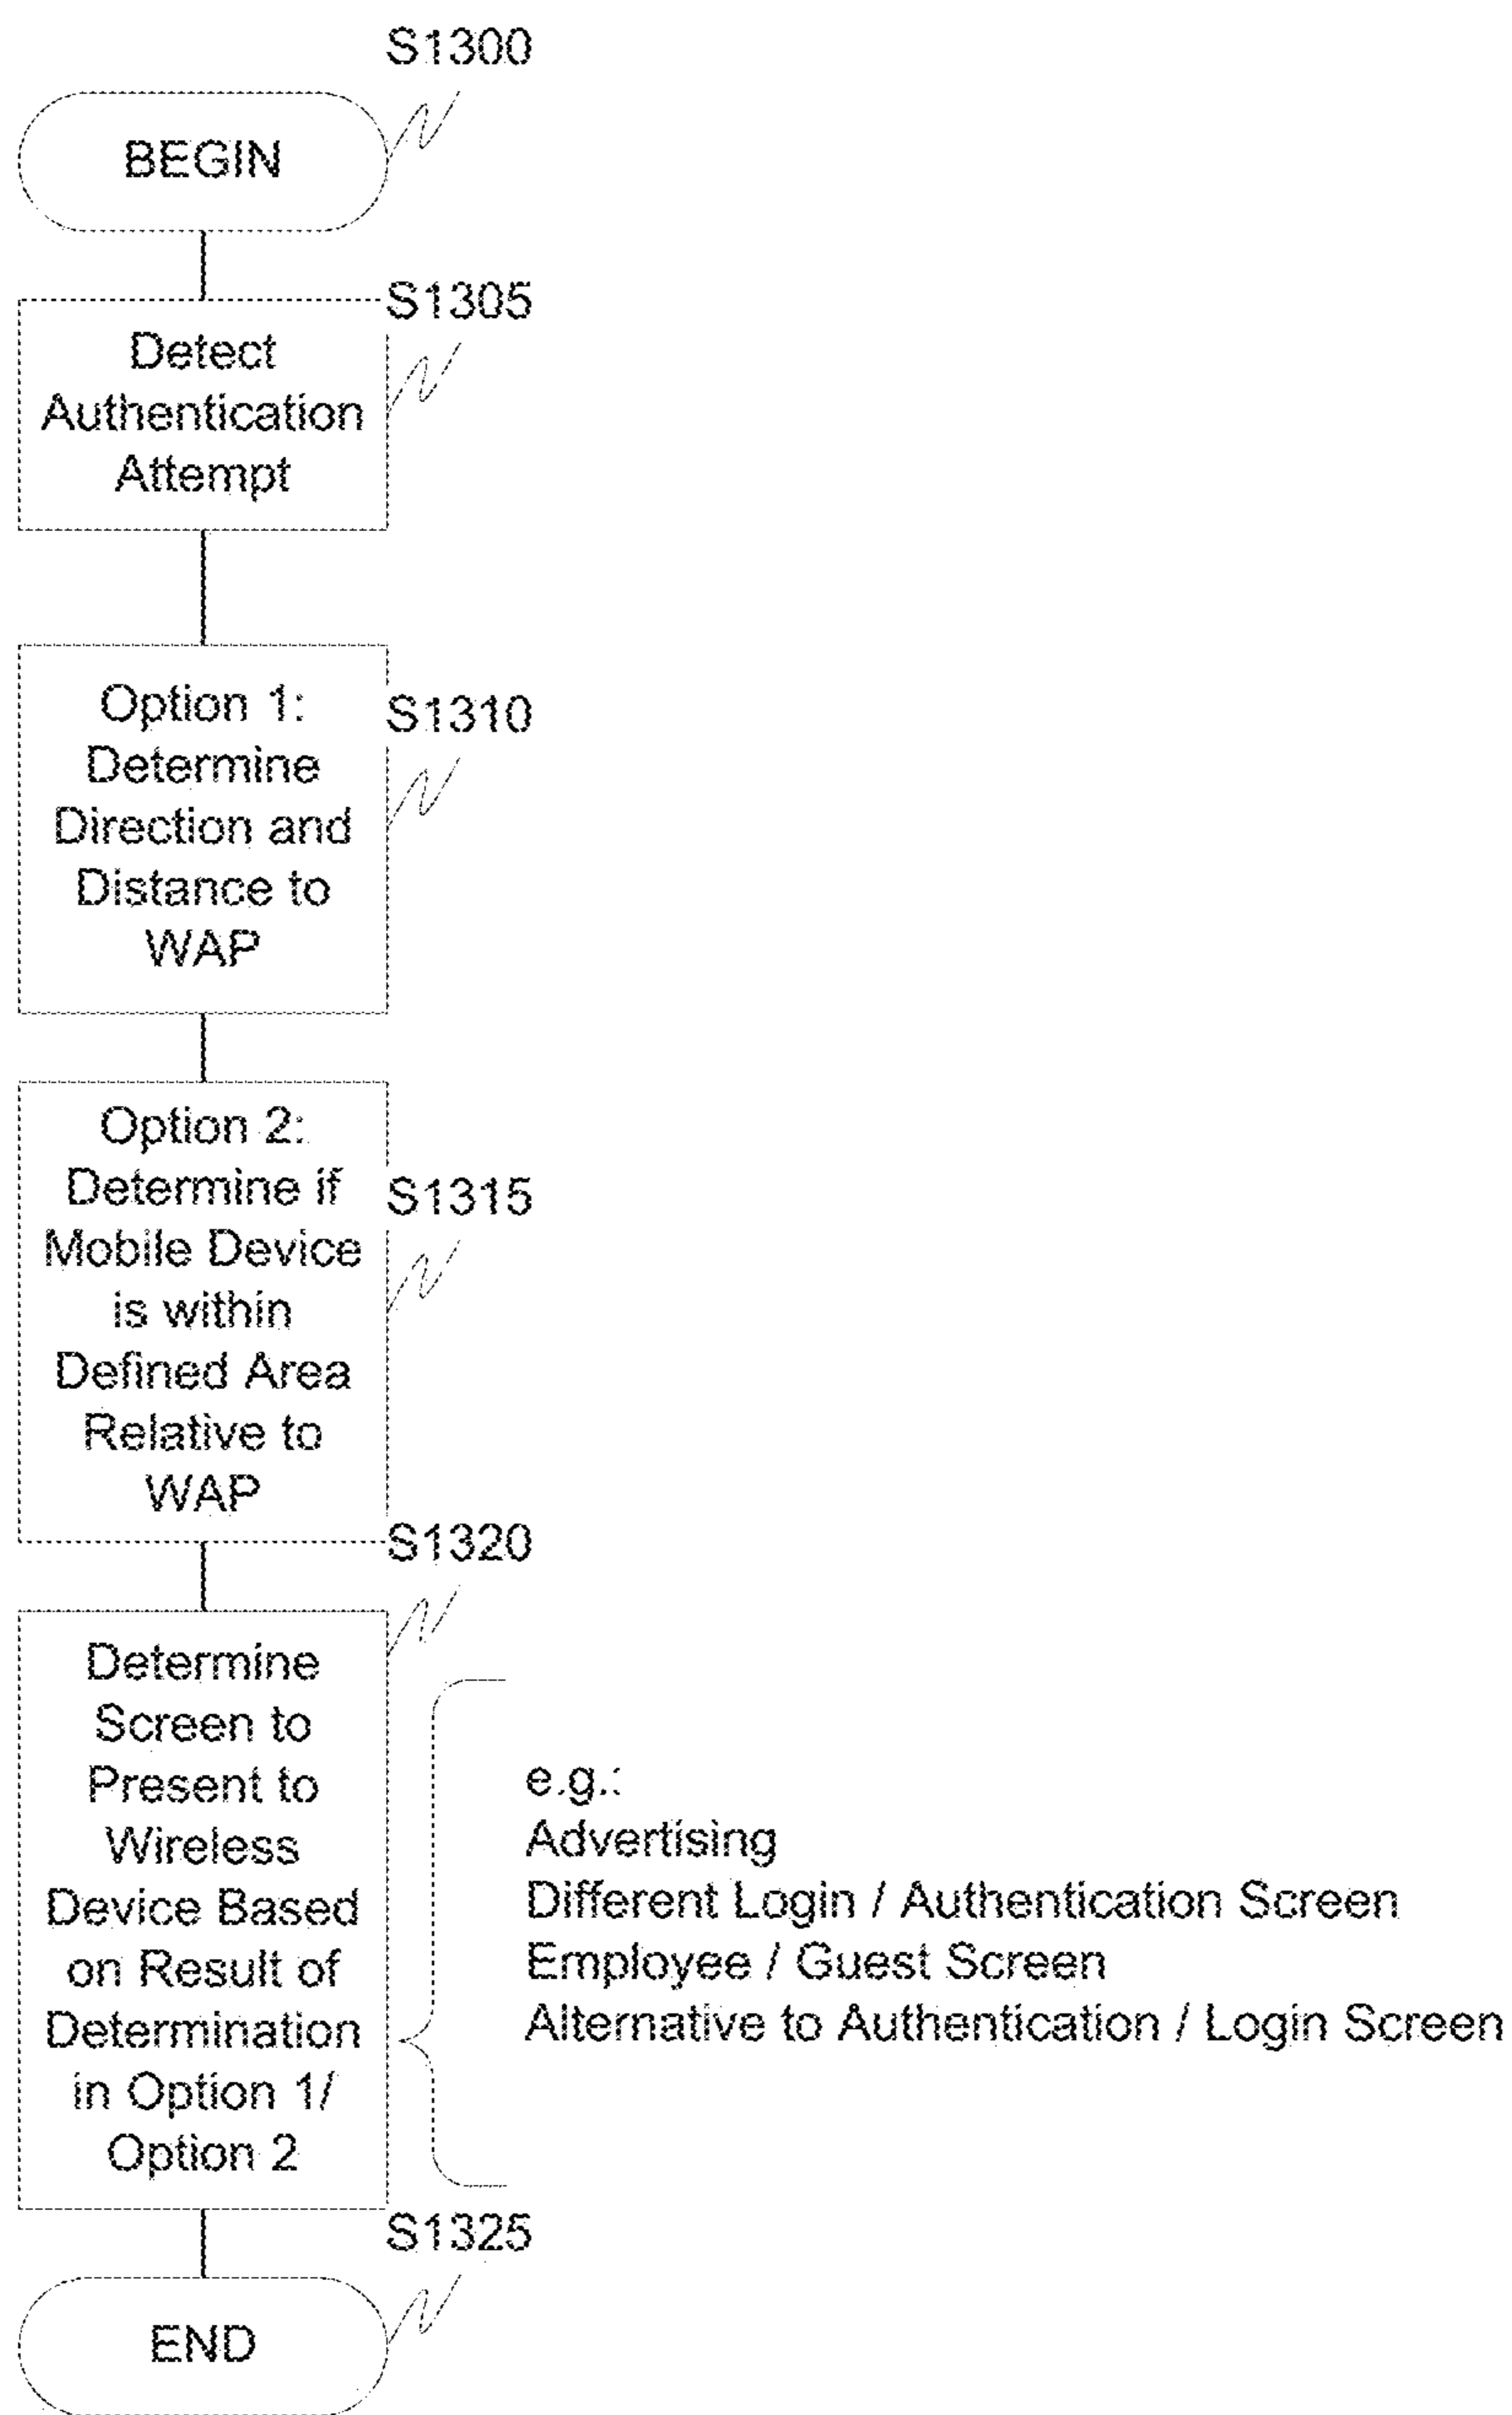 S1300
BEGIN
S1305
Detect
Authentication
Attempt
Option 1:
Determine
Direction and
Distance to
WAP
S1310
Option 2:
Determine if
Mobile Device
is within
Defined Area
Relative to
WAP
S1315
S1320
Determine
Screen to
Present to
Wireless
Device Based
on Result of
Determination
in Option 1/
Option 2
e.g.:
Advertising
Different Login / Authentication Screen
Employee / Guest Screen
Alternative to Authentication / Login Screen
S1325
END